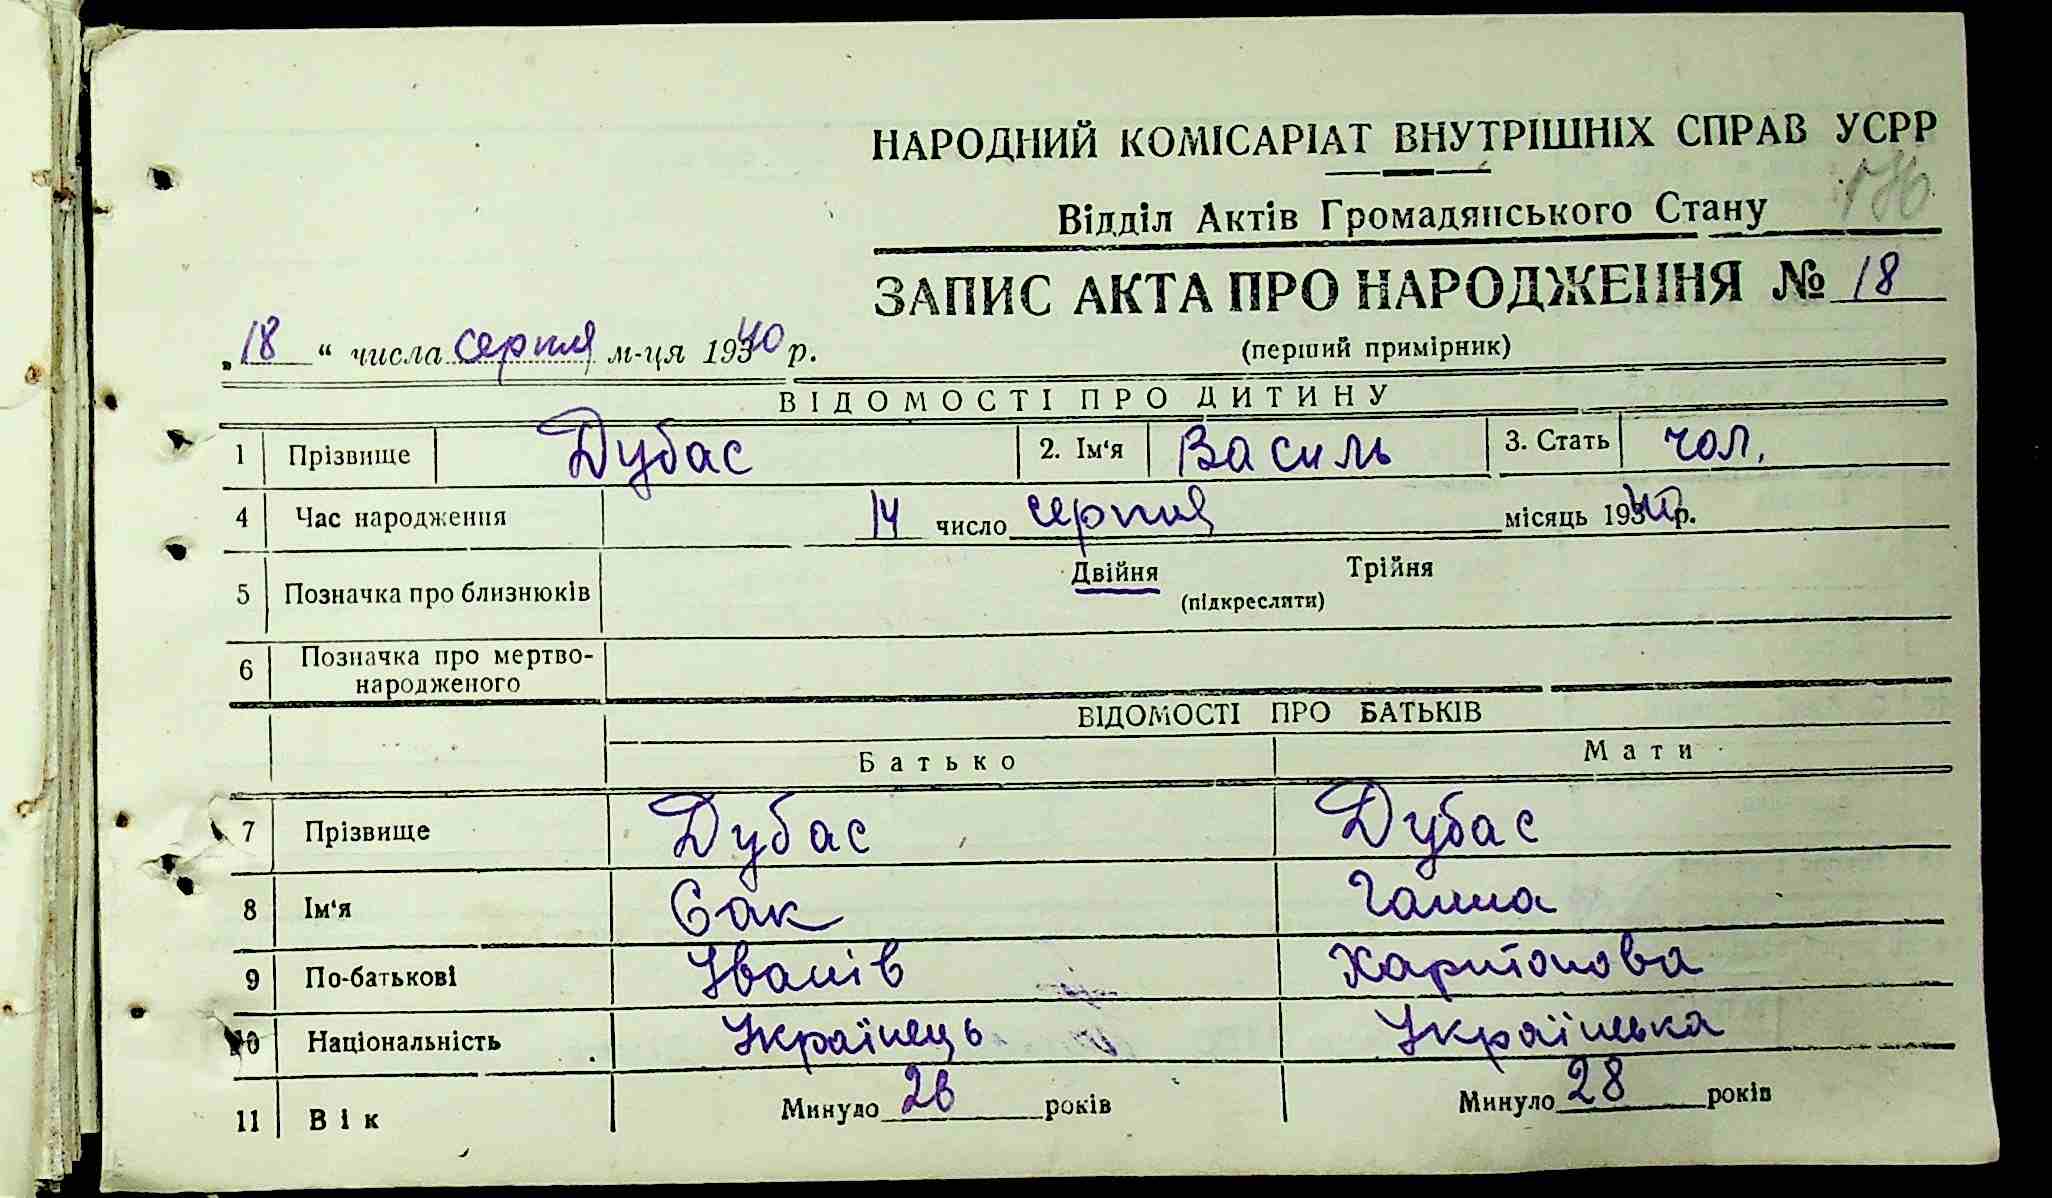 НАРОДНИЙ КОМІСАРІАТ ВНУТРІШНІХ СПРАВ УСРР
176
Відділ Актів Громадянського Стану
ЗАПИС АКТА ПРО НАРОДЖЕННЯ № 18
„18“ числа серпня м-ця 1940 р.
(перший примірник)
ВІДОМОСТІ ПРО ДИТИНУ
1 Прізвище Дубас 2. Ім'я Василь 3. Стать чол.
4 Час народження 14 число серпня місяць 1940 р.
5 Позначка про близнюків Двійня Трійня
(підкреслити)
6 Позначка про мертво-
народженого
ВІДОМОСТІ ПРО БАТЬКІВ
Батько Мати
7 Прізвище Дубас Дубас
8 Ім'я Сак Ганна
9 По-батькові Іванів Харитонова
10 Національність Українець Українська
11 Вік Минуло 26 років Минуло 28 років